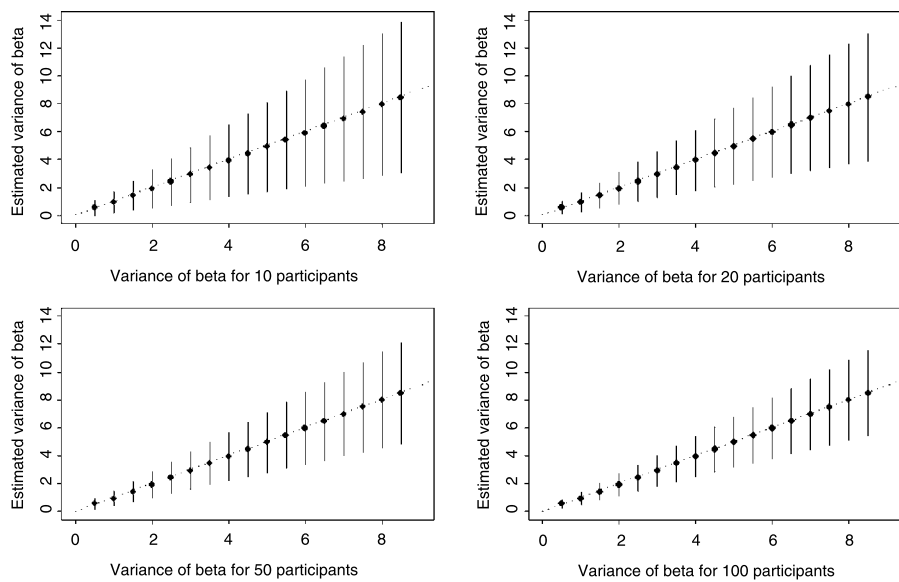 Estimated variance of beta
14
12
10
8
6
4
2
0
0 2 4 6 8
Variance of beta for 10 participants
Estimated variance of beta
14
12
10
8
6
4
2
0
0 2 4 6 8
Variance of beta for 20 participants
Estimated variance of beta
14
12
10
8
6
4
2
0
0 2 4 6 8
Variance of beta for 50 participants
Estimated variance of beta
14
12
10
8
6
4
2
0
0 2 4 6 8
Variance of beta for 100 participants